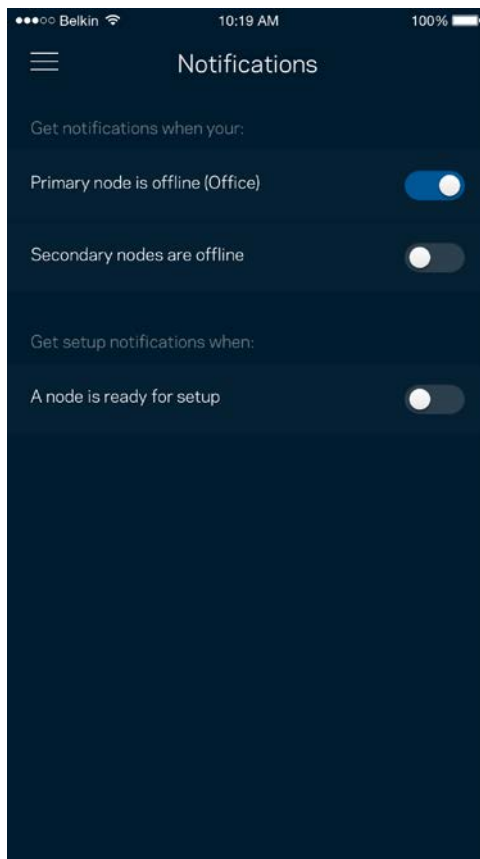 Belkin 10:19 AM 100%
Notifications
Get notifications when your:
Primary node is offline (Office)
Secondary nodes are offline
Get setup notifications when:
A node is ready for setup